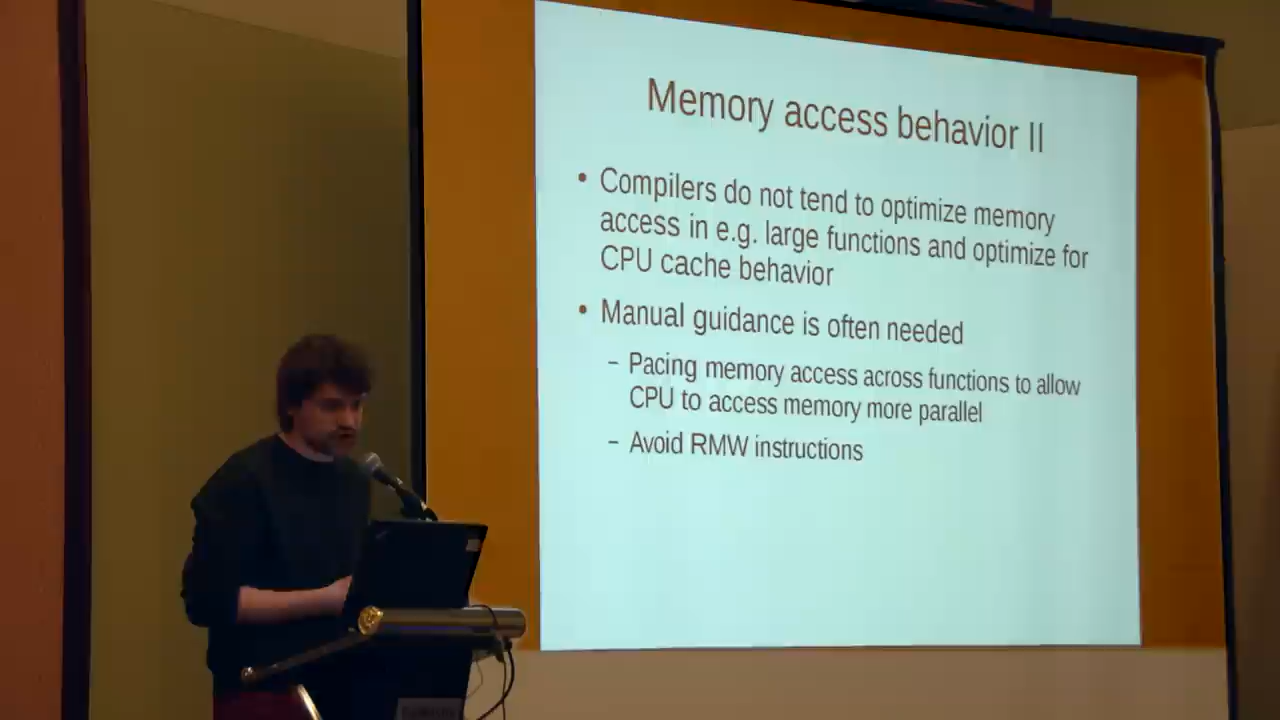 Memory access behavior II
• Compilers do not tend to optimize memory
access in e.g. large functions and optimize for
CPU cache behavior
• Manual guidance is often needed
– Pacing memory access across functions to allow
CPU to access memory more parallel
– Avoid RMW instructions